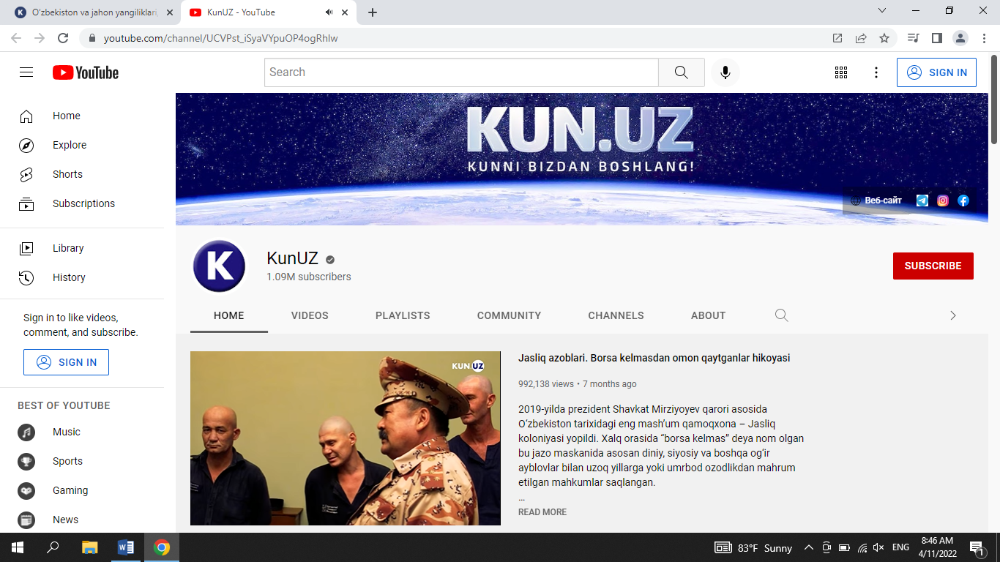 O'zbekiston va jahon yangiliklari,
KunUZ - YouTube
youtube.com/channel/UCVPst_iSyaVYpuOP4ogRhlw
YouTube
Search
SIGN IN
Home
Explore
Shorts
Subscriptions
Library
History
Sign in to like videos,
comment, and subscribe.
SIGN IN
BEST OF YOUTUBE
Music
Sports
Gaming
News
KUN.UZ
KUNNI BIZDAN BOSHLANG!
Веб-сайт
K
KunUZ
1.09M subscribers
SUBSCRIBE
HOME
VIDEOS
PLAYLISTS
COMMUNITY
CHANNELS
ABOUT
KUN.UZ
Jasliq azoblari. Borsa kelmasdan omon qaytganlar hikoyasi
992,138 views • 7 months ago
2019-yilda prezident Shavkat Mirziyoyev qarori asosida
Oʻzbekiston tarixidagi eng mashʼum qamoqxona – Jasliq
koloniyasi yopildi. Xalq orasida “borsa kelmas” deya nom olgan
bu jazo maskanida asosan diniy, siyosiy va boshqa ogʻir
ayblovlar bilan uzoq yillarga yoki umrbod ozodlikdan mahrum
etilgan mahkumlar saqlangan.
...
READ MORE
83°F Sunny
ENG
8:46 AM
4/11/2022
1